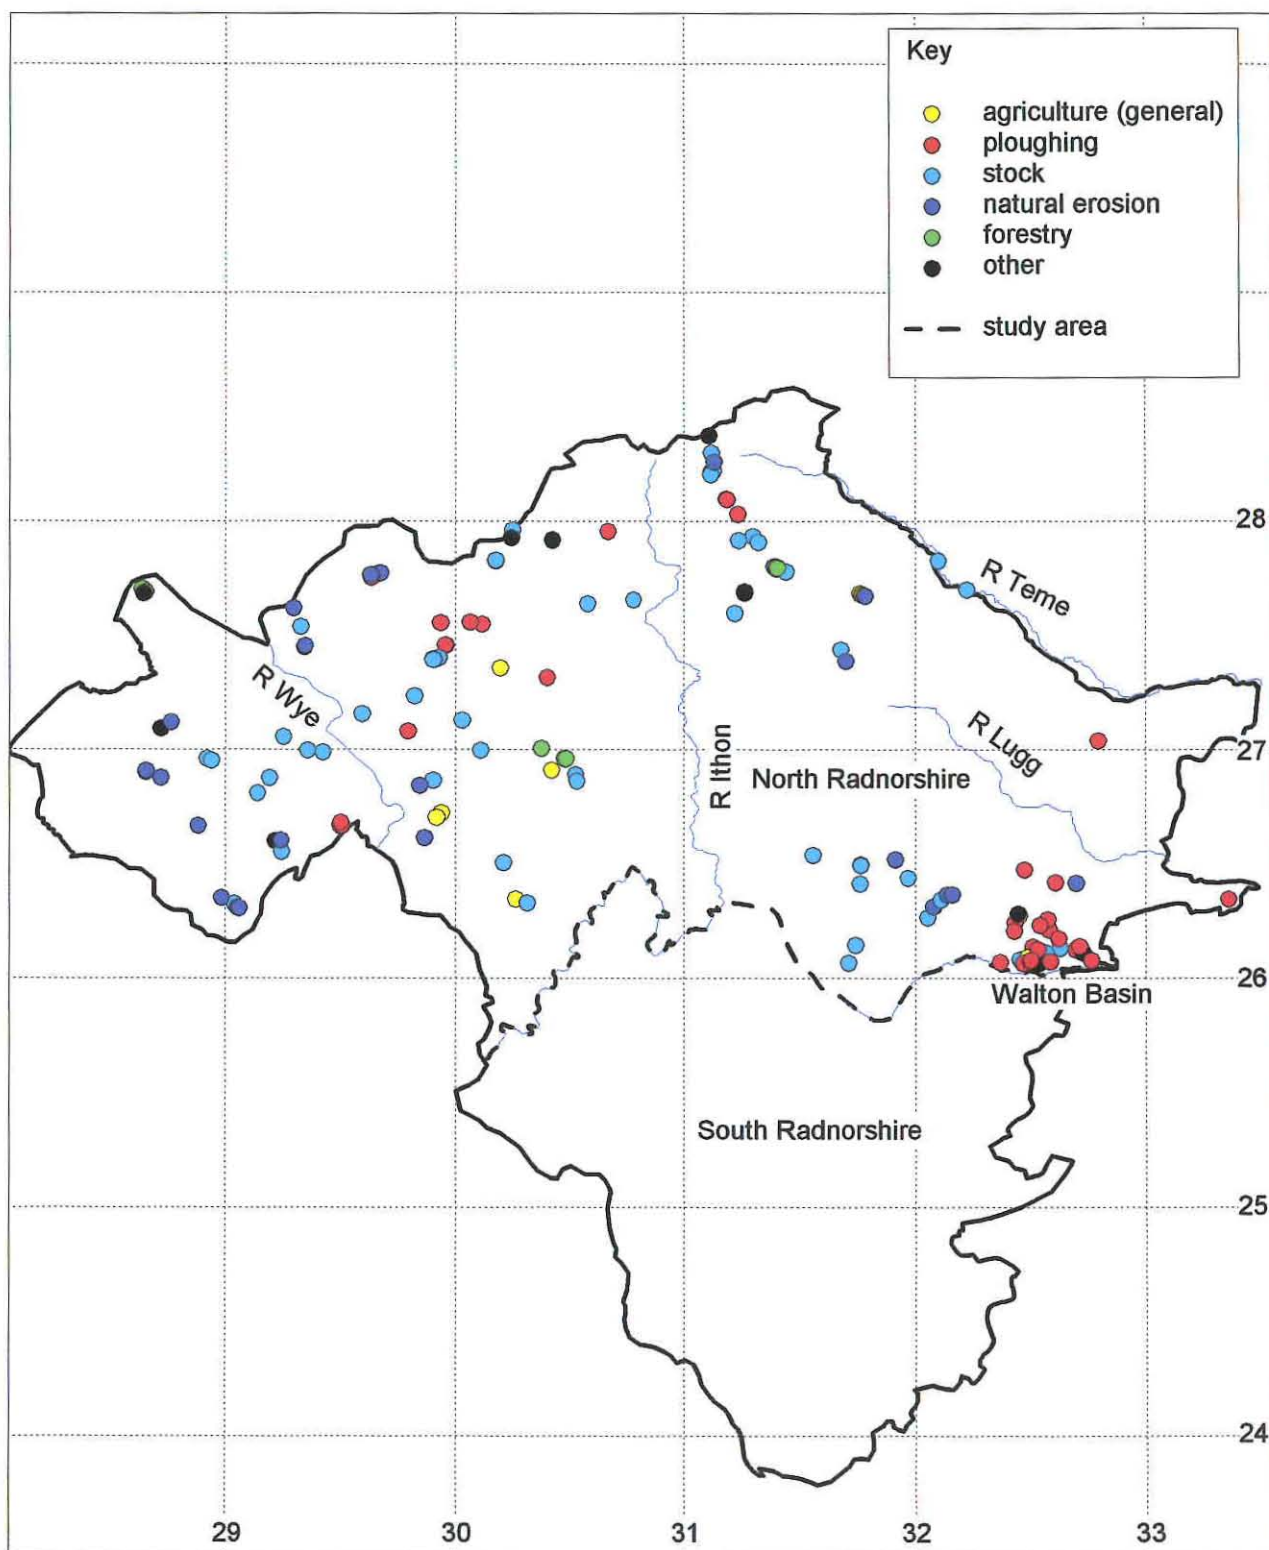 Key
agriculture (general)
ploughing
stock
natural erosion
forestry
other
study area
28
R Teme
R Wye
R Lugg
27
R Ithon
North Radnorshire
26
Walton Basin
South Radnorshire
25
24
29
30
31
32
33